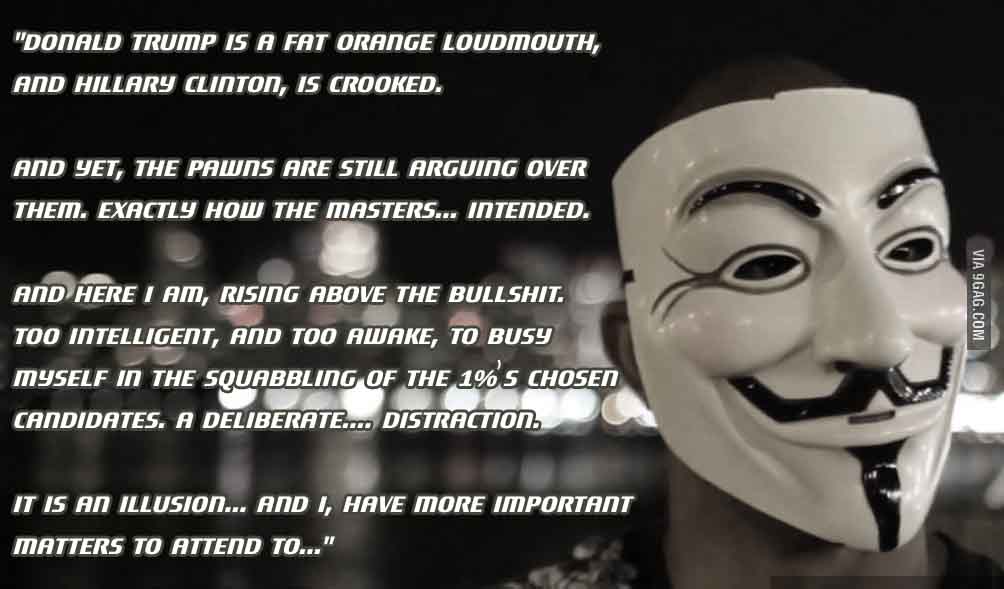 "DONALD TRUMP IS A FAT ORANGE LOUDMOUTH,
AND HILLARY CLINTON, IS CROOKED.
AND YET, THE PAWNS ARE STILL ARGUING OVER
THEM. EXACTLY HOW THE MASTERS... INTENDED.
AND HERE I AM, RISING ABOVE THE BULLSHIT.
TOO INTELLIGENT, AND TOO AWAKE, TO BUSY
MYSELF IN THE SQUABBLING OF THE 1%'S CHOSEN
CANDIDATES. A DELIBERATE.... DISTRACTION.
IT IS AN ILLUSION... AND I, HAVE MORE IMPORTANT
MATTERS TO ATTEND TO..."
VIA 9GAG.COM